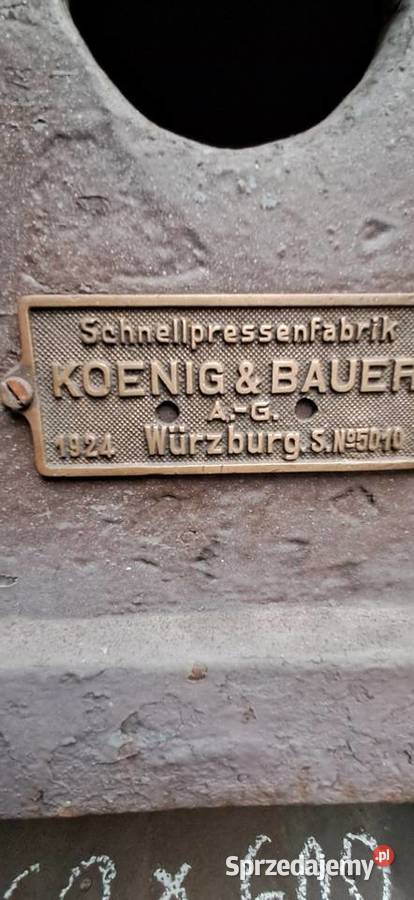 Schnellpressenfabrik
KOENIG & BAUER
A.-G.
1924 Würzburg S.No5010
Sprzedajemy.pl